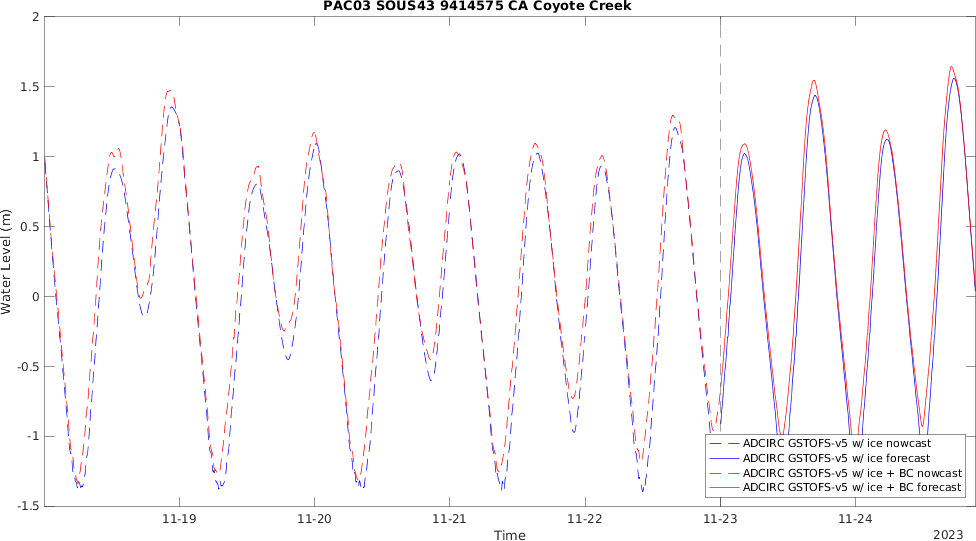 PAC03 SOUS43 9414575 CA Coyote Creek
2
1.5
1
0.5
0
-0.5
-1
-1.5
Water Level (m)
11-19
11-20
11-21
11-22
11-23
11-24
Time
2023
ADCIRC GSTOFS-v5 w/ ice nowcast
ADCIRC GSTOFS-v5 w/ ice forecast
ADCIRC GSTOFS-v5 w/ ice + BC nowcast
ADCIRC GSTOFS-v5 w/ ice + BC forecast